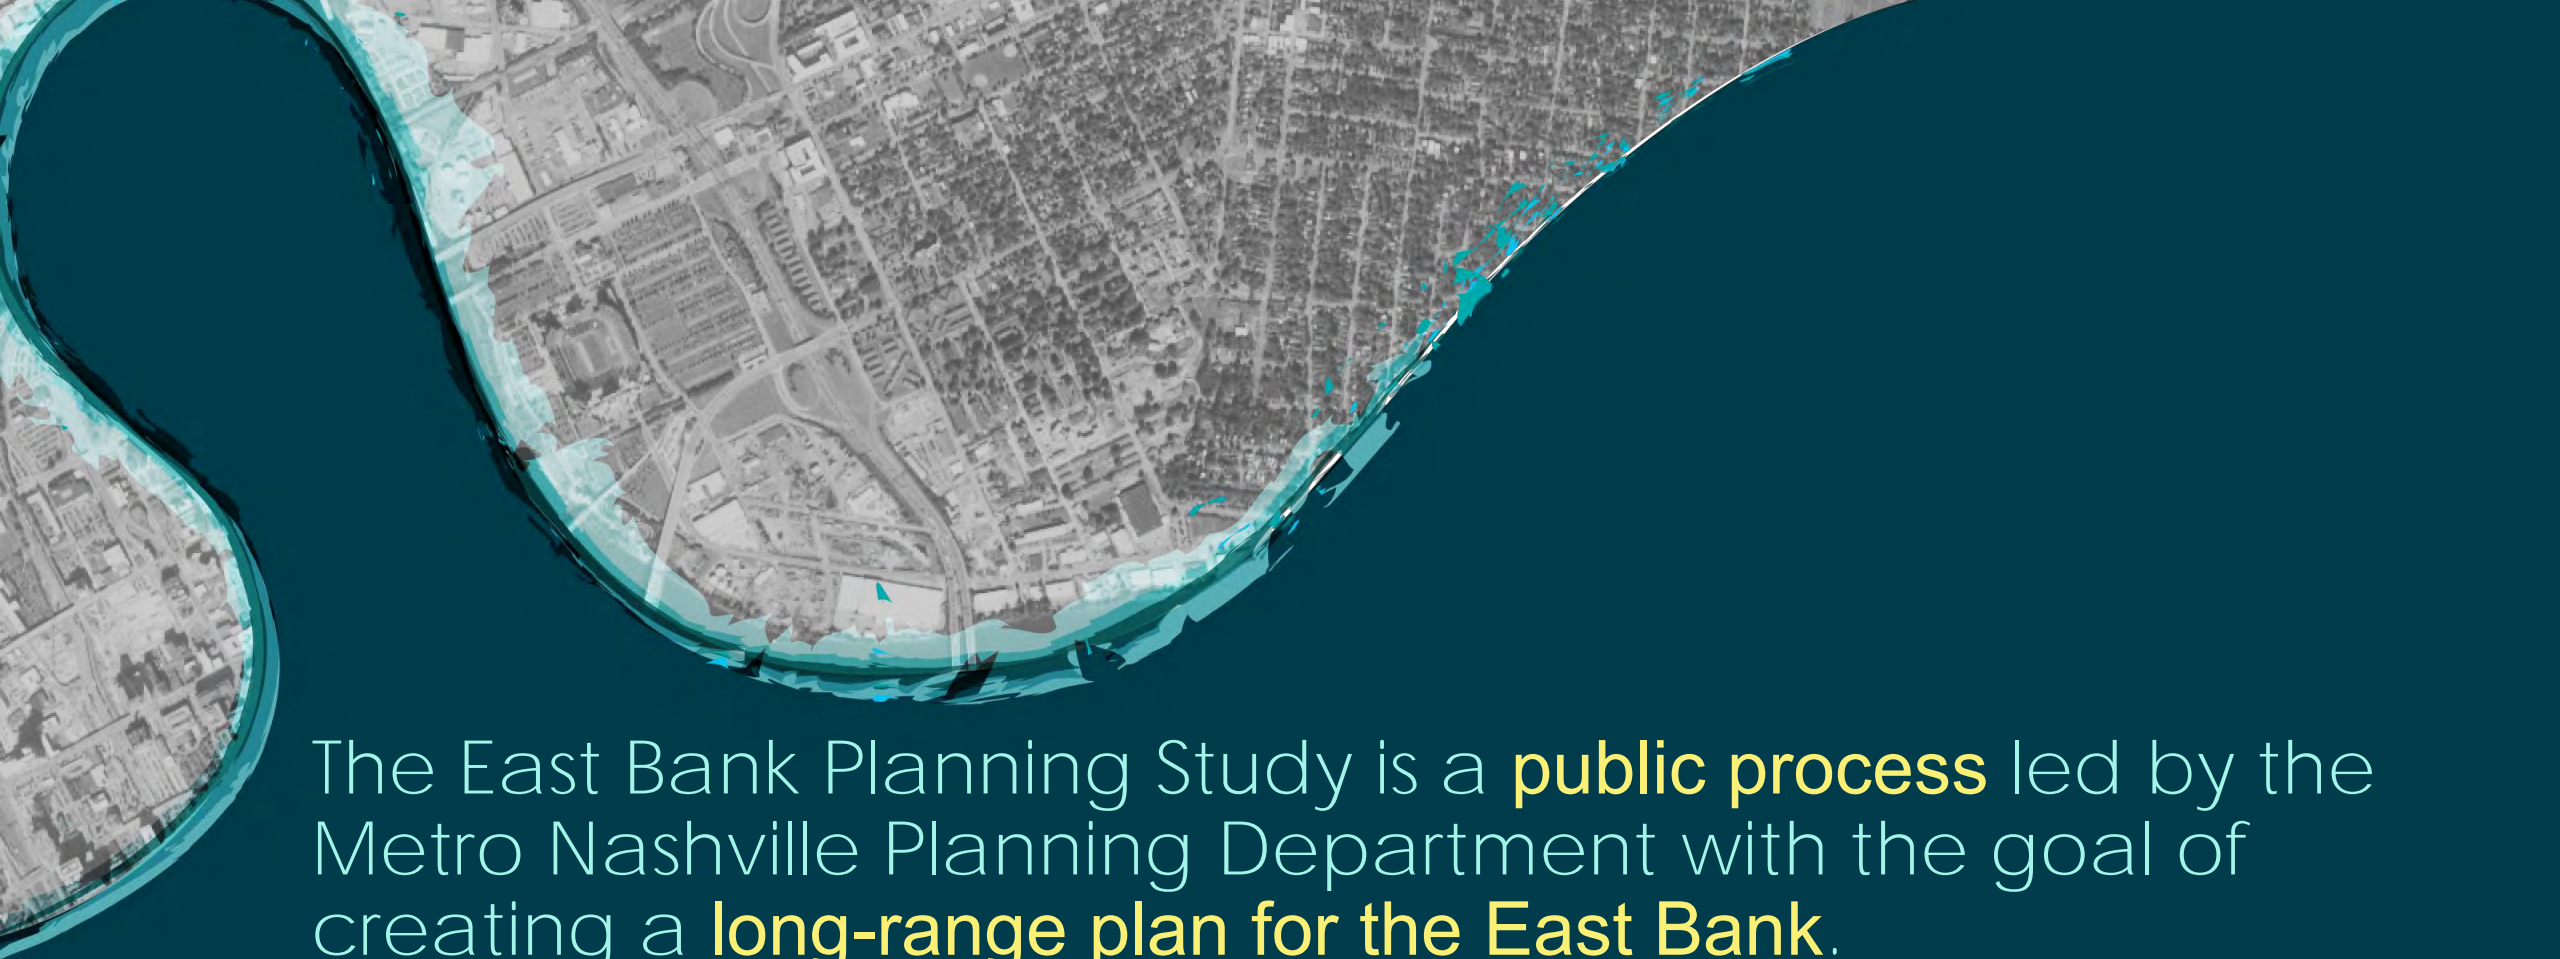 The East Bank Planning Study is a public process led by the
Metro Nashville Planning Department with the goal of
creating a long-range plan for the East Bank.